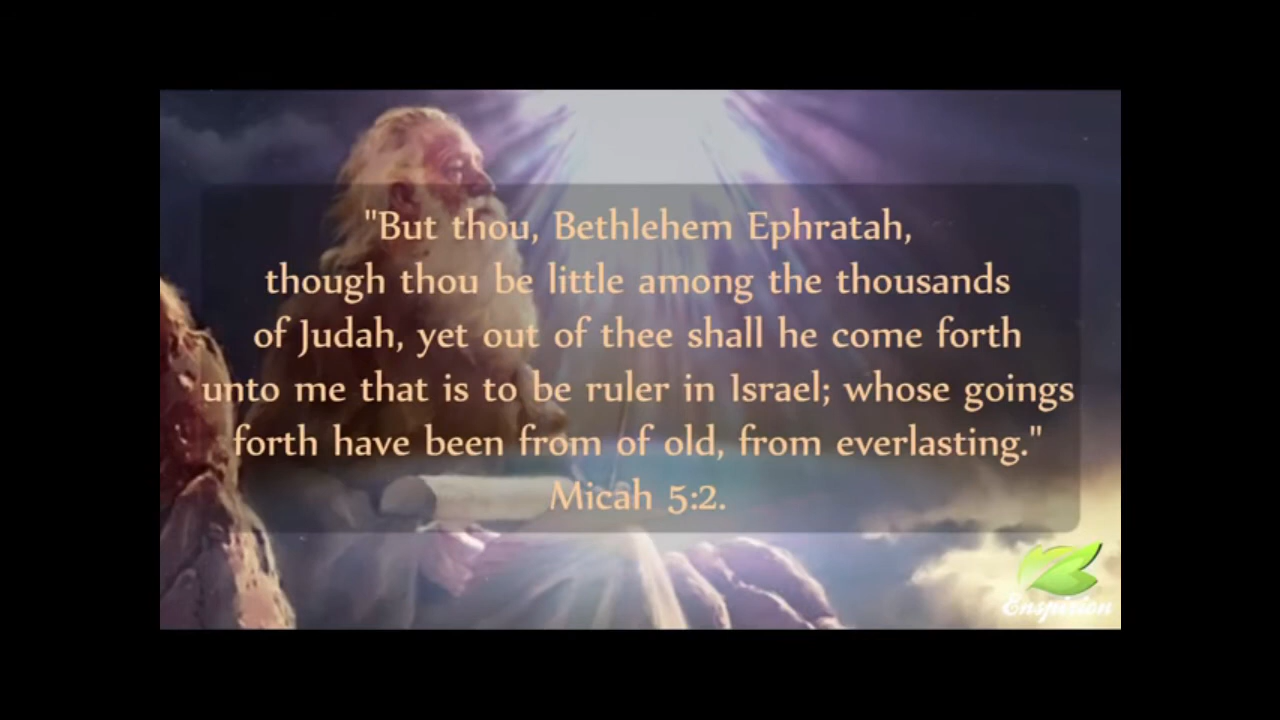 "But thou, Bethlehem Ephratah,
though thou be little among the thousands
of Judah, yet out of thee shall he come forth
unto me that is to be ruler in Israel; whose goings
forth have been from of old, from everlasting."
Micah 5:2.
Enspirion